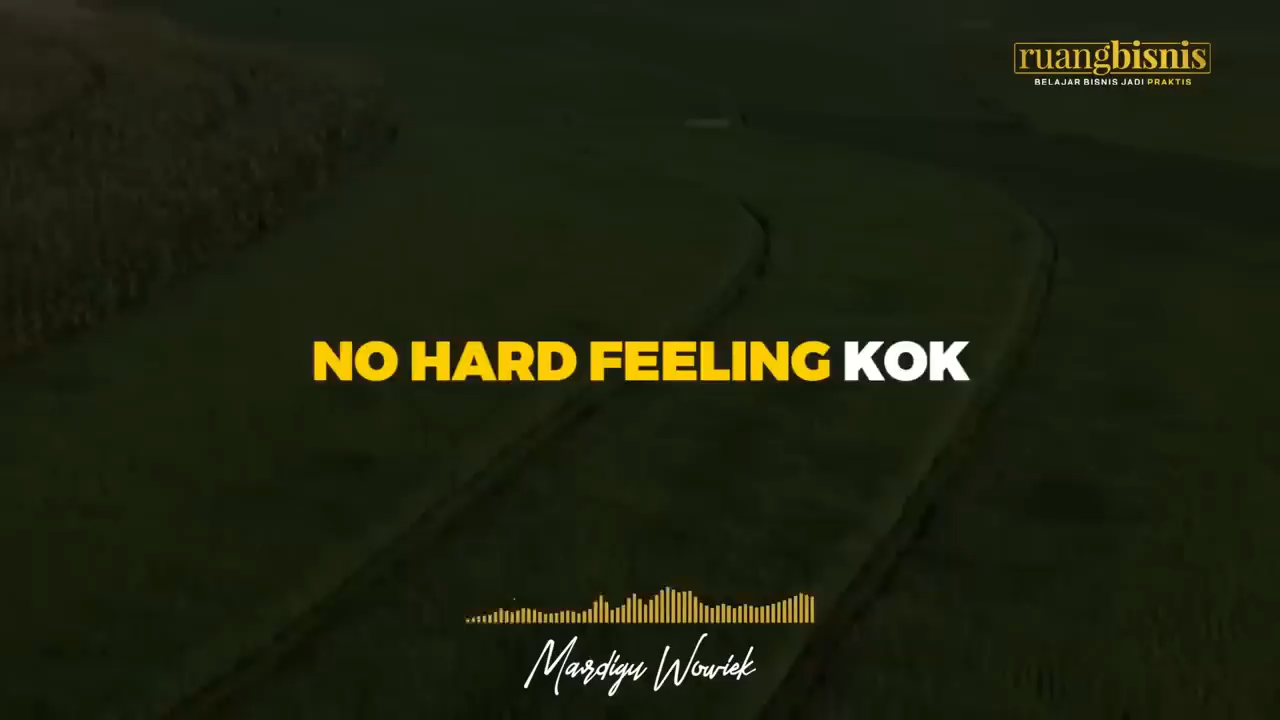 ruangbisnis
BELAJAR BISNIS JADI PRAKTIS
NO HARD FEELING KOK
Mardigu Wowiek